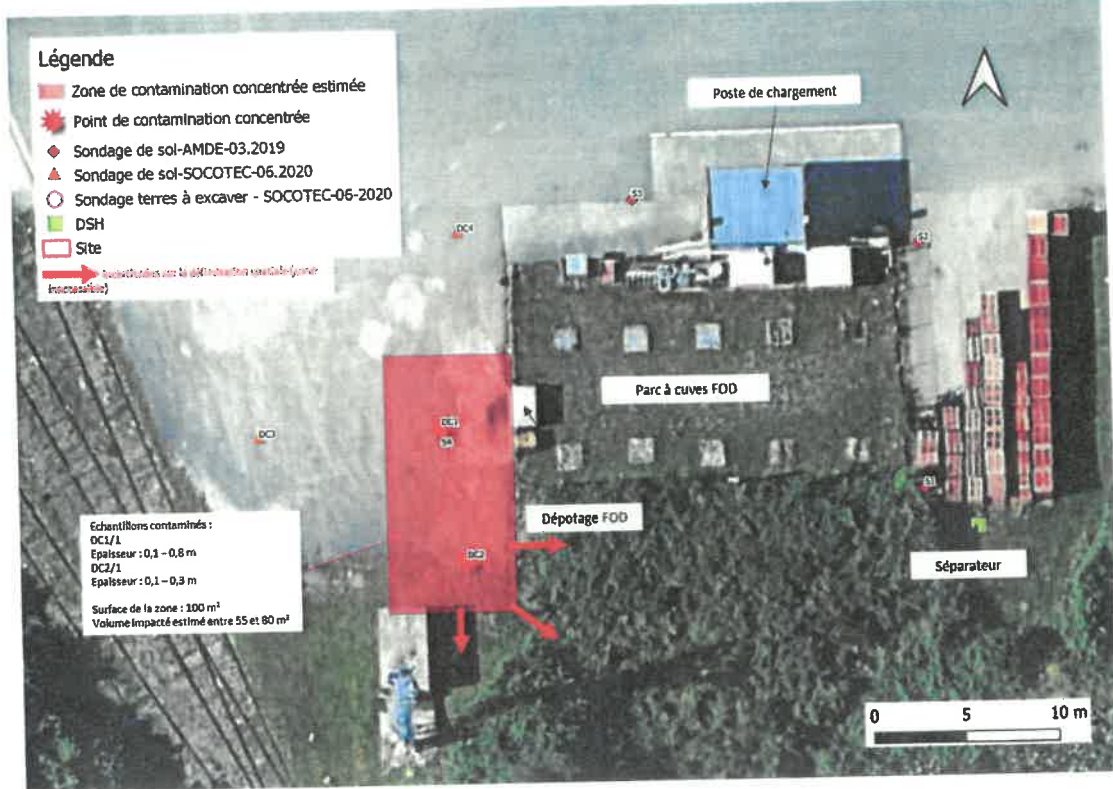 Légende
Zone de contamination concentrée estimée
Point de contamination concentrée
Sondage de sol-AMDE-03.2019
Sondage de sol-SOCOTEC-06.2020
Sondage terres à excaver - SOCOTEC-06-2020
DSH
Site
inaccessible)
Poste de chargement
S3
DC4
S2
Parc à cuves FOD
S4
DC3
S1
Dépotage FOD
DC2
Séparateur
Echantillons contaminés :
DC1/1
Epaisseur : 0,1 – 0,8 m
DC2/1
Epaisseur : 0,1 – 0,3 m
Surface de la zone : 100 m²
Volume impacté estimé entre 55 et 80 m³
0 5 10 m